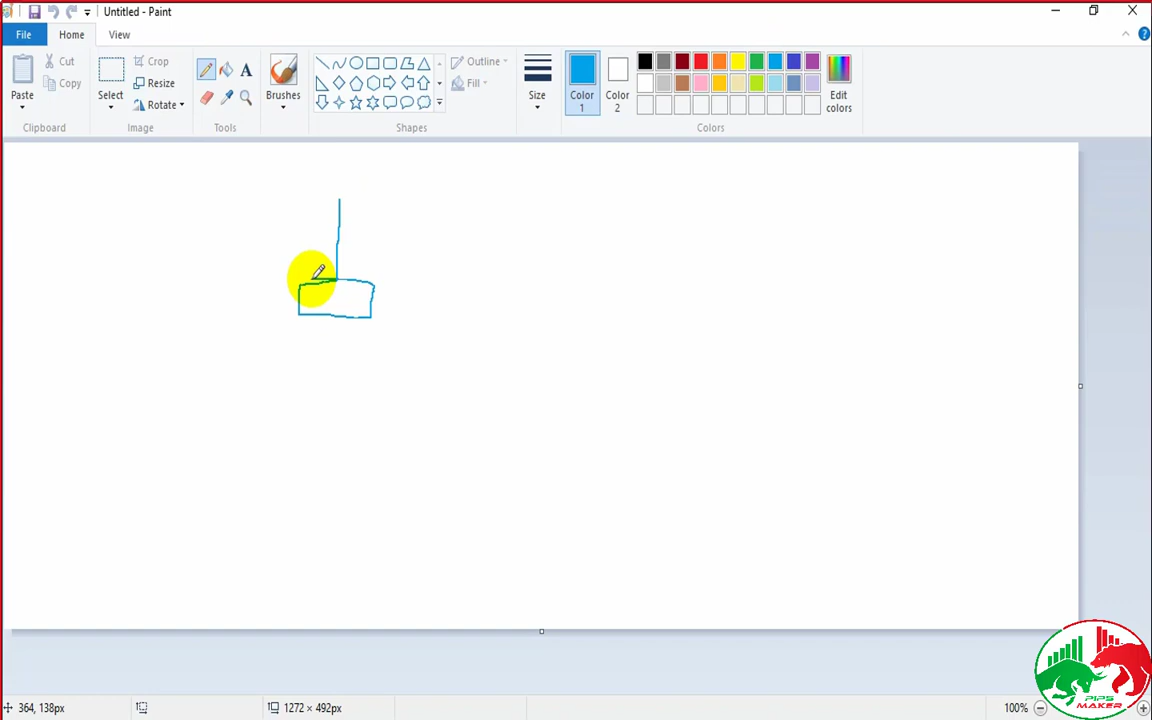 Untitled - Paint
File
Home
View
Paste
Cut
Copy
Clipboard
Select
Crop
Resize
Rotate
Image
A
Tools
Brushes
Outline
Fill
Shapes
Size
Color
1
Color
2
Edit
colors
Colors
PIPS
MAKER
364, 138px
1272 × 492px
100%